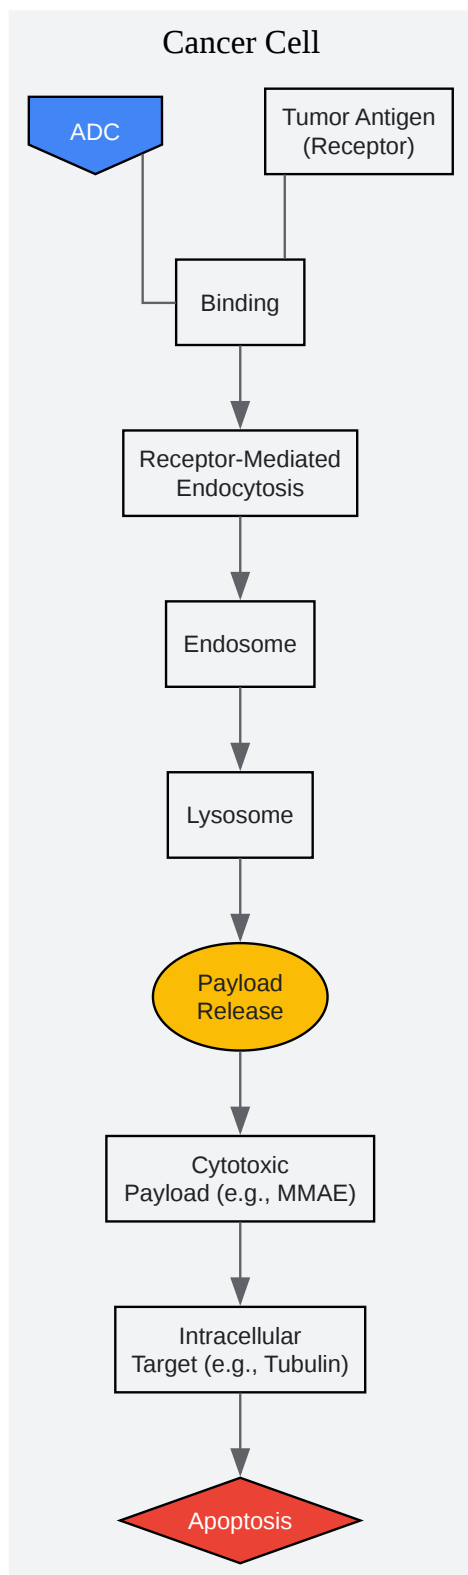 Cancer Cell
ADC
Tumor Antigen
(Receptor)
Binding
Receptor-Mediated
Endocytosis
Endosome
Lysosome
Payload
Release
Cytotoxic
Payload (e.g., MMAE)
Intracellular
Target (e.g., Tubulin)
Apoptosis